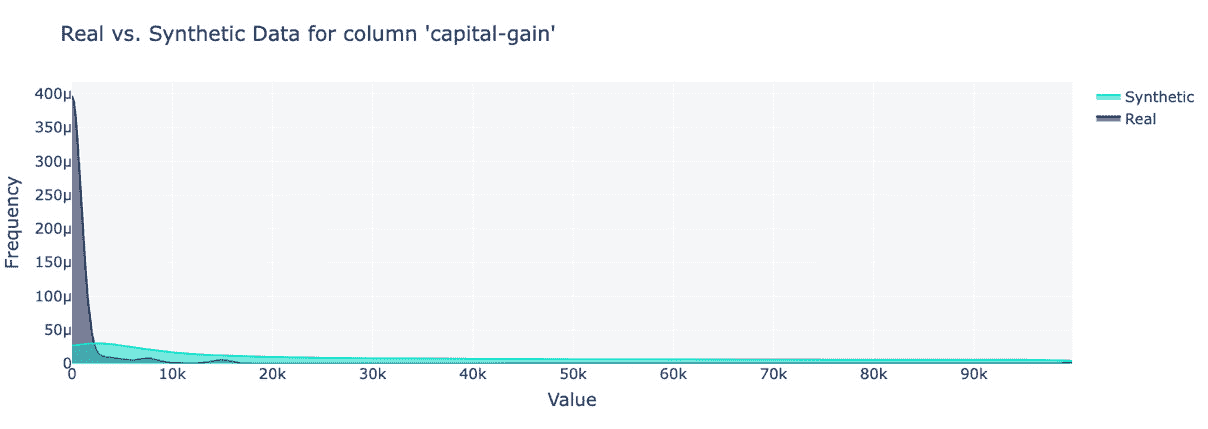 Real vs. Synthetic Data for column 'capital-gain'
Synthetic
Real
400μ
350μ
300μ
250μ
200μ
150μ
100μ
50μ
0
Frequency
0 10k 20k 30k 40k 50k 60k 70k 80k 90k
Value